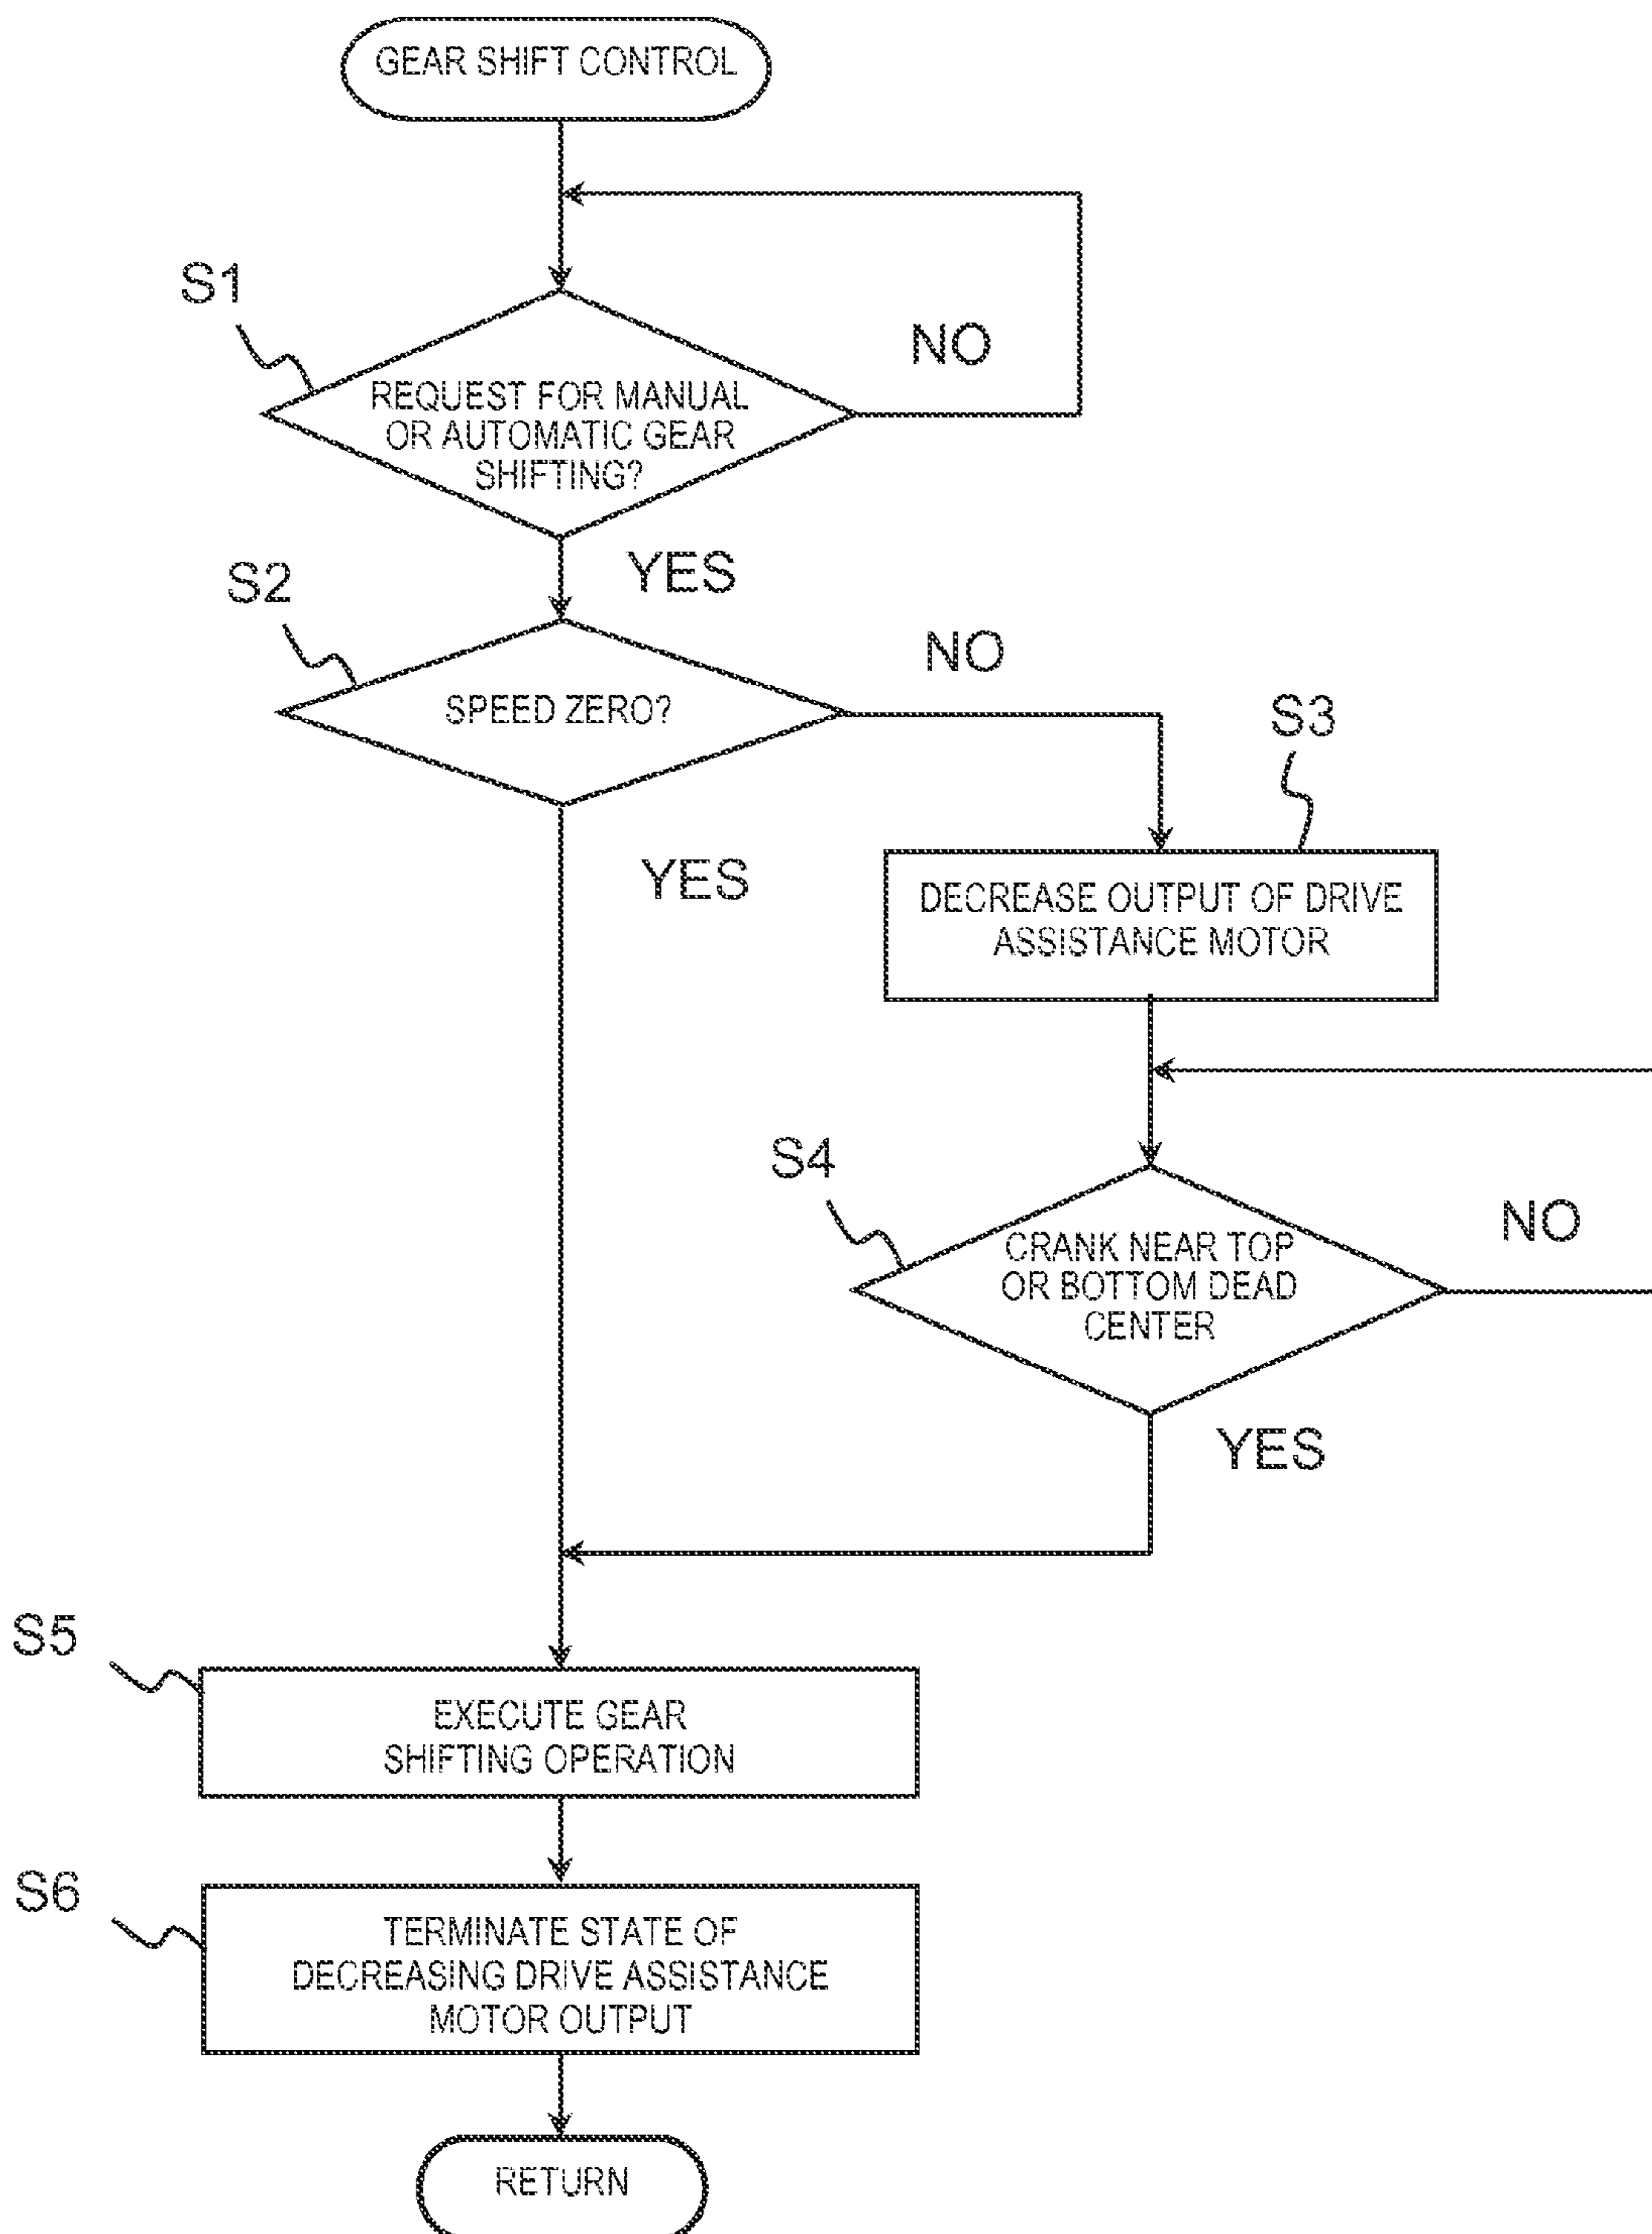 GEAR SHIFT CONTROL
S1
NO
REQUEST FOR MANUAL
OR AUTOMATIC GEAR
SHIFTING?
YES
S2
NO
SPEED ZERO?
S3
YES
DECREASE OUTPUT OF DRIVE
ASSISTANCE MOTOR
S4
NO
CRANK NEAR TOP
OR BOTTOM DEAD
CENTER
YES
S5
EXECUTE GEAR
SHIFTING OPERATION
S6
TERMINATE STATE OF
DECREASING DRIVE ASSISTANCE
MOTOR OUTPUT
RETURN